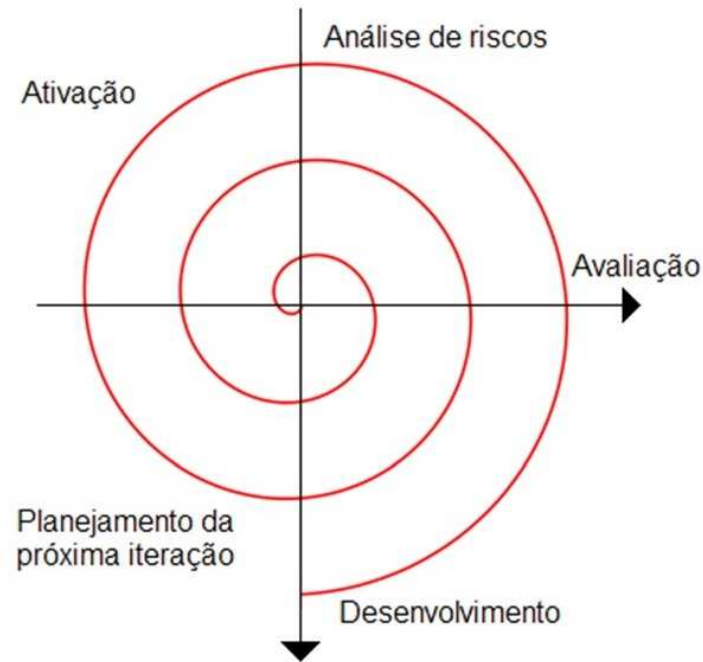 Análise de riscos
Ativação
Avaliação
Planejamento da
próxima iteração
Desenvolvimento